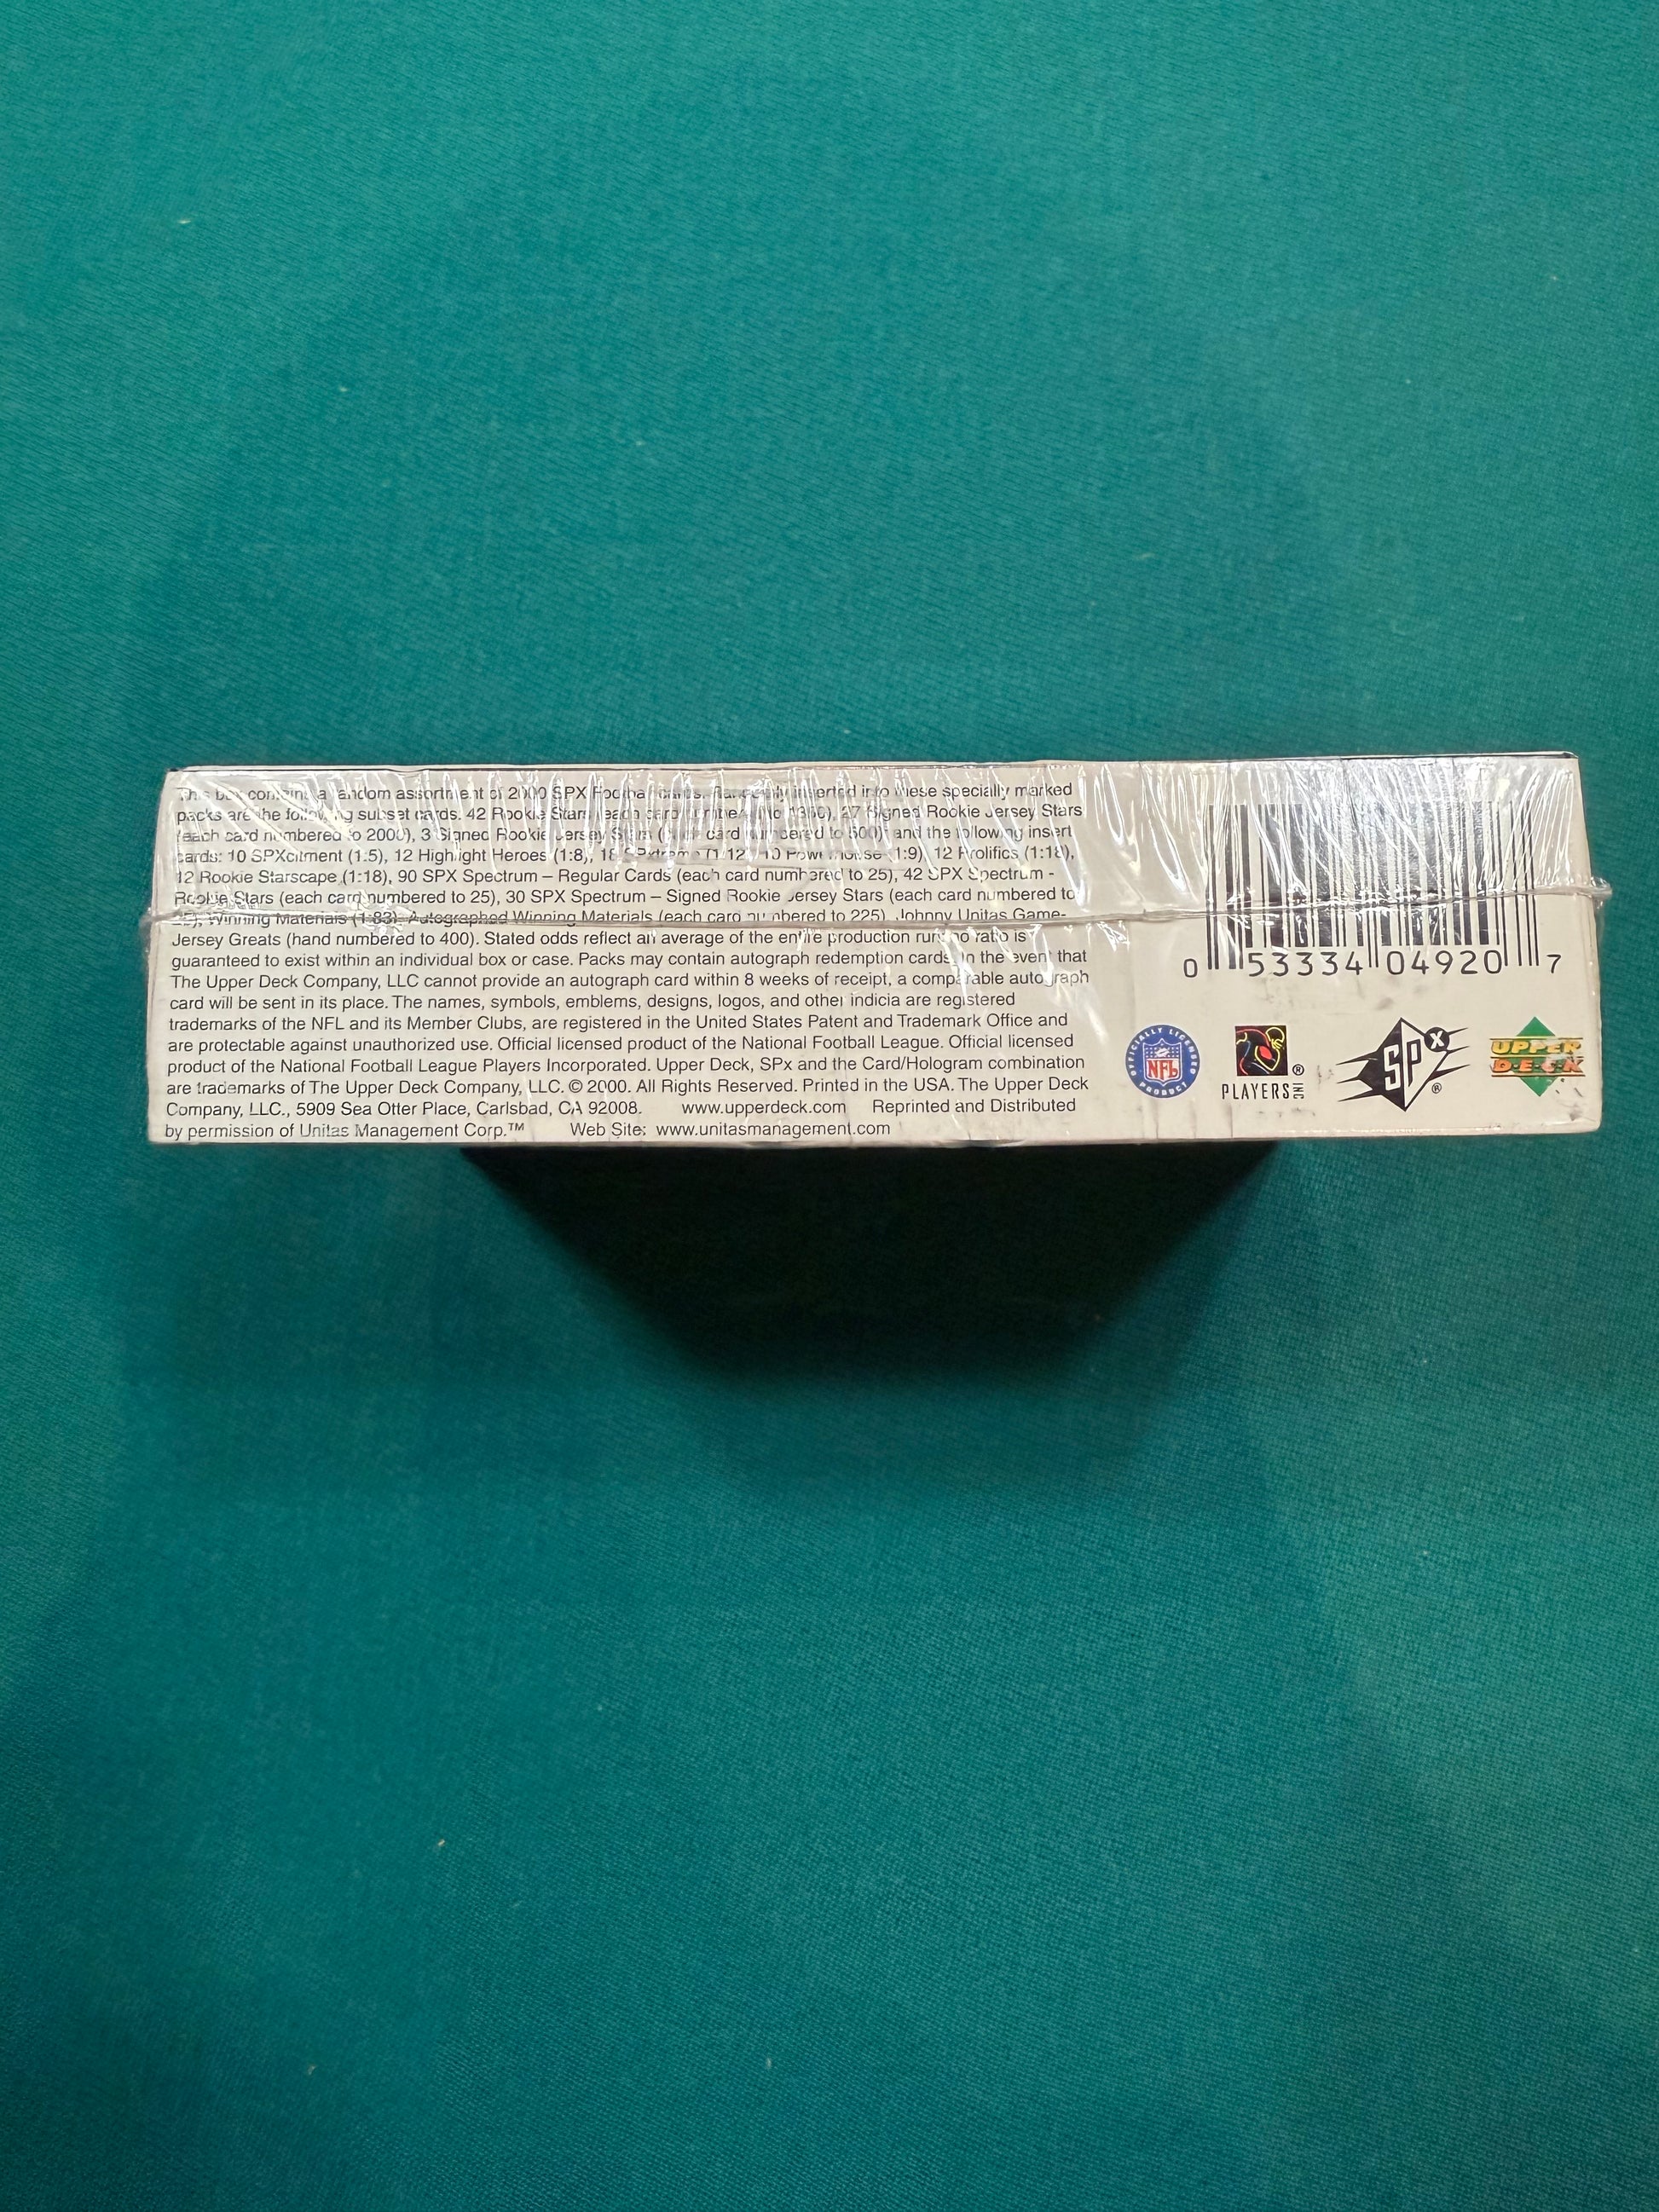 This box contains a random assortment of 2000 SPX Football cards. Randomly inserted into these specially marked
packs are the following subset cards: 42 Rookie Stars (each card numbered to 1350), 27 Signed Rookie Jersey Stars
(each card numbered to 2000), 3 Signed Rookie Jersey Stars (each card numbered to 500) and the following insert
cards: 10 SPXcitment (1:5), 12 Highlight Heroes (1:8), 18 SPXtreme (1:12), 10 Powerhouse (1:9), 12 Prolifics (1:18),
12 Rookie Starscape (1:18), 90 SPX Spectrum – Regular Cards (each card numbered to 25), 42 SPX Spectrum -
Rookie Stars (each card numbered to 25), 30 SPX Spectrum – Signed Rookie Jersey Stars (each card numbered to
25), Winning Materials (1:83), Autographed Winning Materials (each card numbered to 225), Johnny Unitas Game-
Jersey Greats (hand numbered to 400). Stated odds reflect an average of the entire production run; no ratio is
guaranteed to exist within an individual box or case. Packs may contain autograph redemption cards. In the event that
The Upper Deck Company, LLC cannot provide an autograph card within 8 weeks of receipt, a comparable autograph
card will be sent in its place. The names, symbols, emblems, designs, logos, and other indicia are registered
trademarks of the NFL and its Member Clubs, are registered in the United States Patent and Trademark Office and
are protectable against unauthorized use. Official licensed product of the National Football League. Official licensed
product of the National Football League Players Incorporated. Upper Deck, SPx and the Card/Hologram combination
are trademarks of The Upper Deck Company, LLC. © 2000. All Rights Reserved. Printed in the USA. The Upper Deck
Company, LLC., 5909 Sea Otter Place, Carlsbad, CA 92008. www.upperdeck.com Reprinted and Distributed
by permission of Unitas Management Corp.™ Web Site: www.unitasmanagement.com
0 53334 04920 7
OFFICIALLY LICENSED
NFL
PRODUCT
PLAYERS INC ®
SPx ®
UPPER
DECK